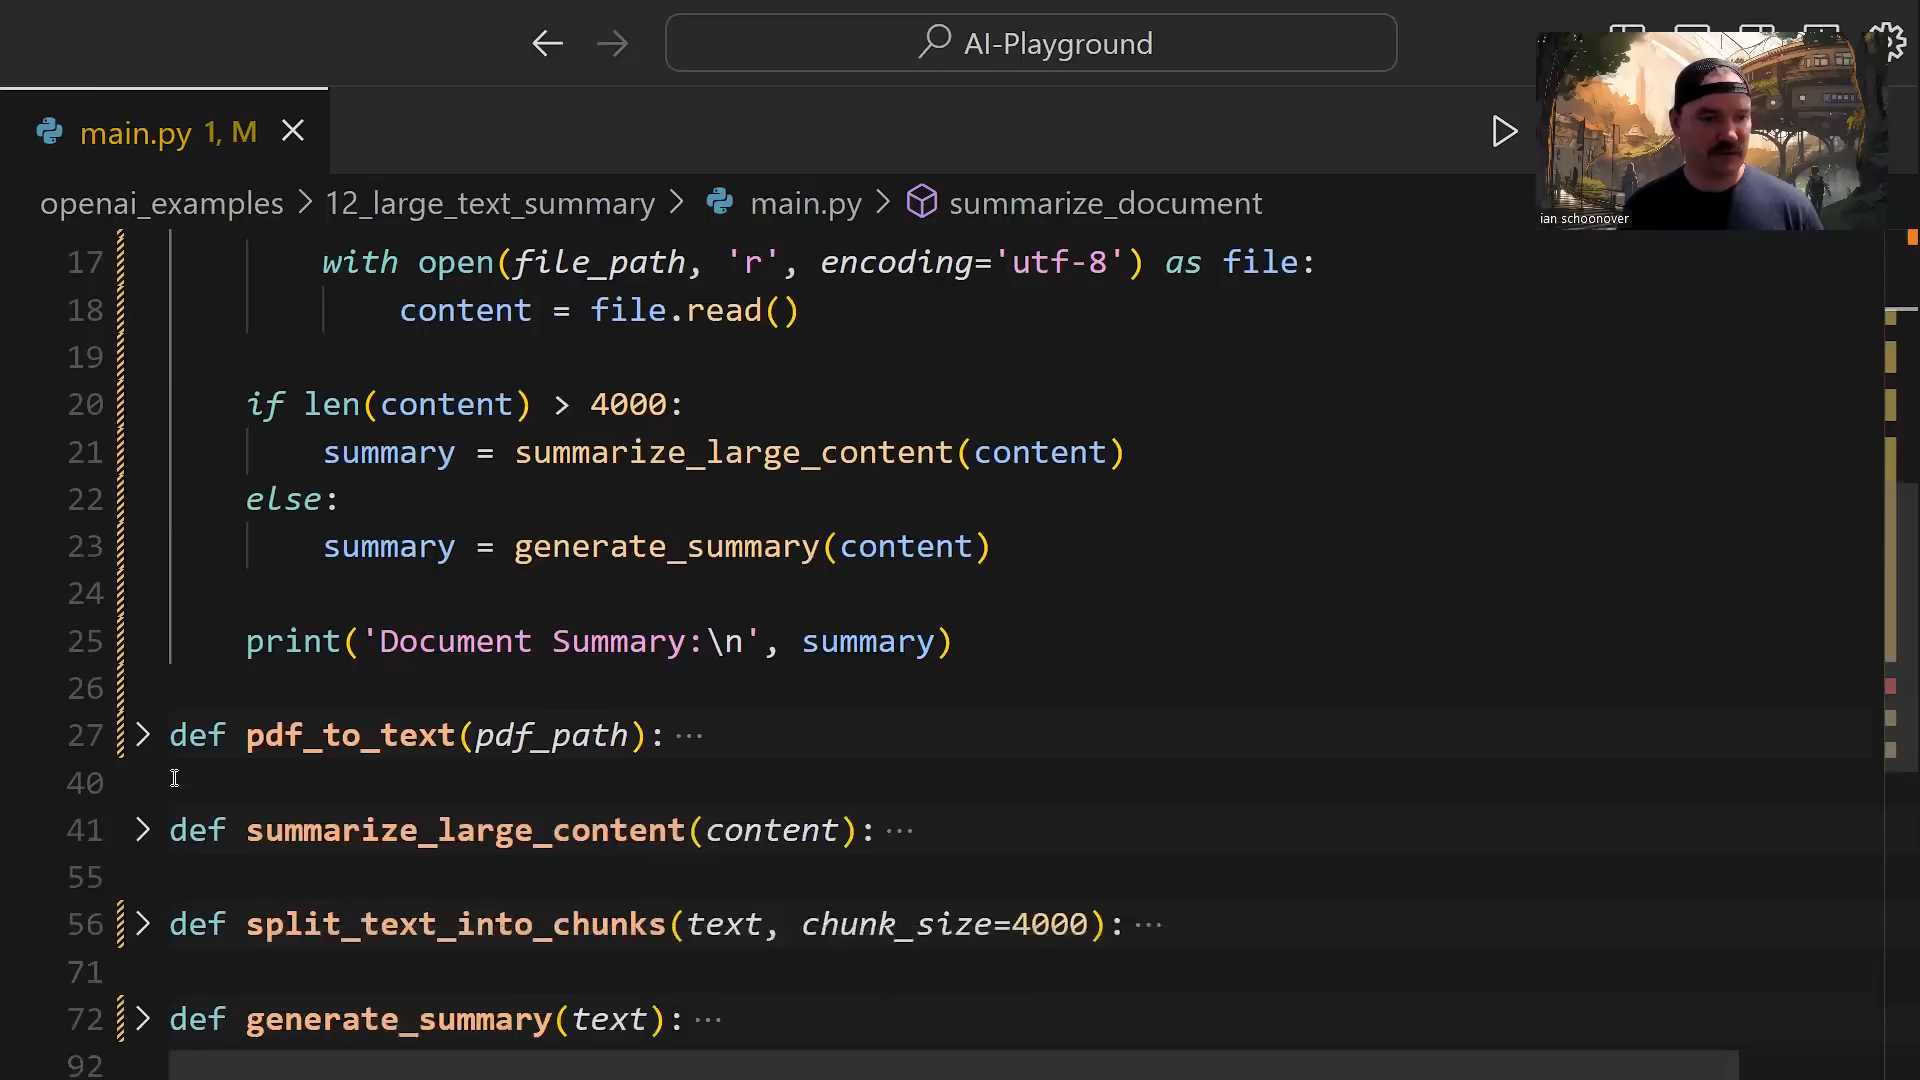 AI-Playground
main.py 1, M
openai_examples > 12_large_text_summary > main.py > summarize_document
ian schoonover
17 with open(file_path, 'r', encoding='utf-8') as file:
18 content = file.read()
19
20 if len(content) > 4000:
21 summary = summarize_large_content(content)
22 else:
23 summary = generate_summary(content)
24
25 print('Document Summary:\n', summary)
26
27 > def pdf_to_text(pdf_path): ···
40
41 > def summarize_large_content(content): ···
55
56 > def split_text_into_chunks(text, chunk_size=4000): ···
71
72 > def generate_summary(text): ···
92